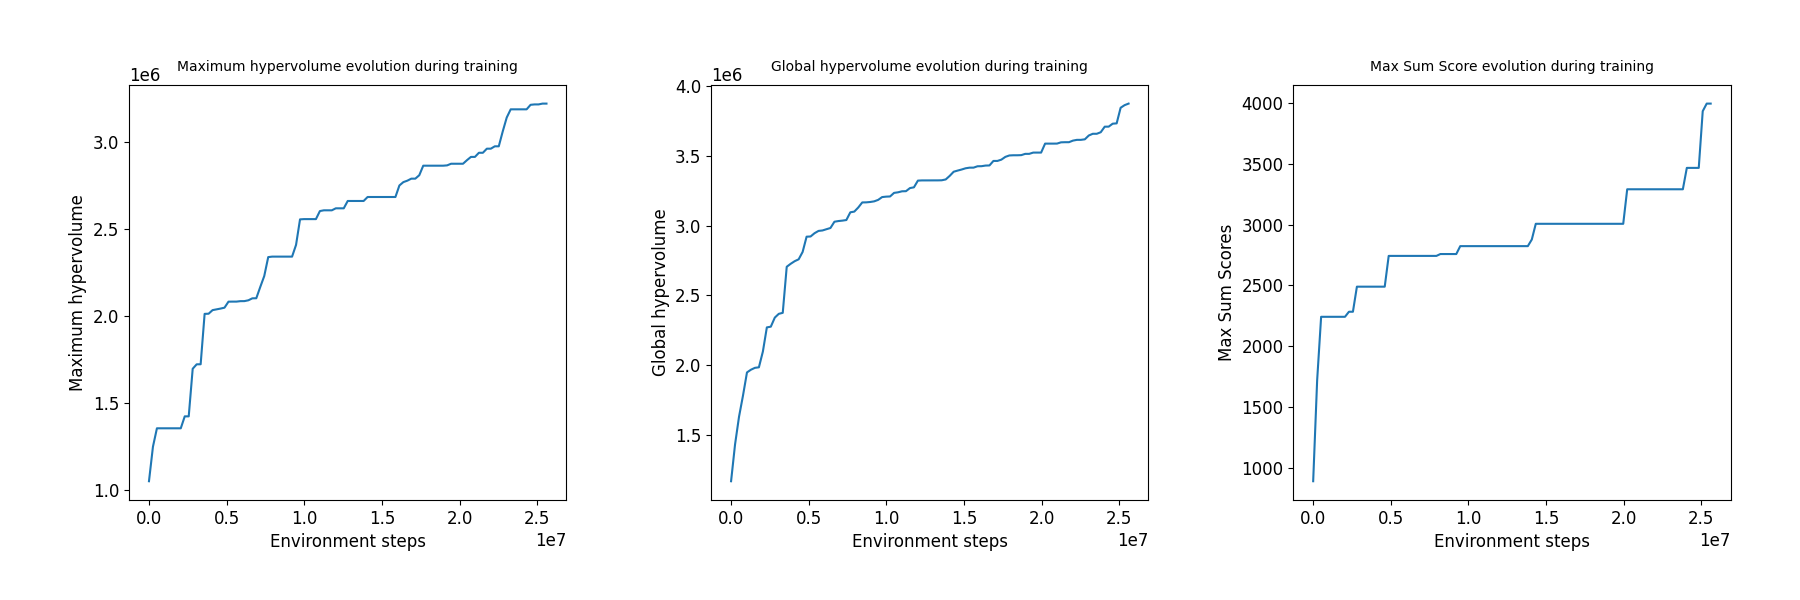 Maximum hypervolume evolution during training
1e6
Maximum hypervolume
3.0
2.5
2.0
1.5
1.0
0.0 0.5 1.0 1.5 2.0 2.5
Environment steps
1e7
Global hypervolume evolution during training
1e6
Global hypervolume
4.0
3.5
3.0
2.5
2.0
1.5
0.0 0.5 1.0 1.5 2.0 2.5
Environment steps
1e7
Max Sum Score evolution during training
Max Sum Scores
4000
3500
3000
2500
2000
1500
1000
0.0 0.5 1.0 1.5 2.0 2.5
Environment steps
1e7